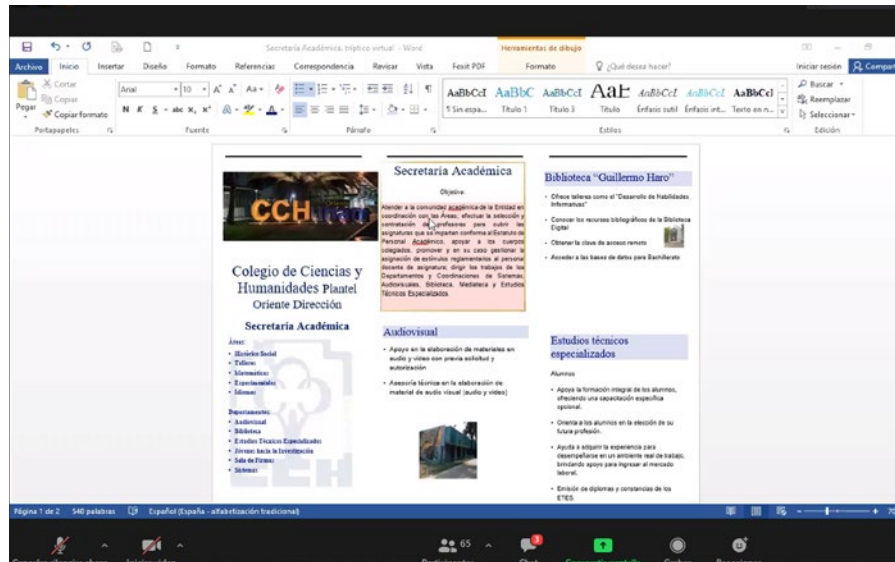 Secretaría Académica, tríptico virtual - Word
Herramientas de dibujo
Archivo Inicio Insertar Diseño Formato Referencias Correspondencia Revisar Vista Foxit PDF Formato ¿Qué desea hacer? Iniciar sesión Compar
Pegar
Cortar
Copiar
Copiar formato
Portapapeles
Arial 10
N K S abc x, x²
Fuente
Párrafo
AaBbCcI AaBbC AaBbCcI AaE AaBbCcI AaBbCcI AaBbCcI
¶ Sin espa... Título 1 Título 3 Título Énfasis sutil Énfasis int... Texto en n...
Estilos
Buscar
Reemplazar
Seleccionar
Edición
CCH
Colegio de Ciencias y
Humanidades Plantel
Oriente Dirección
Secretaría Académica
Áreas:
• Histórico Social
• Talleres
• Matemáticas
• Experimentales
• Idiomas
Departamentos:
• Audiovisual
• Biblioteca
• Estudios Técnicos Especializados
• Jóvenes hacia la Investigación
• Sala de Firmas
• Sistemas
CCH
Secretaría Académica
Objetivo:
Atender a la comunidad académica de la Entidad en
coordinación con las Áreas, efectuar la selección y
contratación de profesores para cubrir las
asignaturas que se imparten conforme al Estatuto de
Personal Académico, apoyar a los cuerpos
colegiados, promover y en su caso gestionar la
asignación de estímulos reglamentarios al personal
docente de asignatura; dirigir los trabajos de los
Departamentos y Coordinaciones de Sistemas,
Audiovisuales, Biblioteca, Mediateca y Estudios
Técnicos Especializados.
Audiovisual
• Apoyo en la elaboración de materiales en
audio y video con previa solicitud y
autorización
• Asesoría técnica en la elaboración de
material de audio visual (audio y video)
Biblioteca “Guillermo Haro”
• Ofrece talleres como el "Desarrollo de Habilidades
Informativas"
• Conocer los recursos bibliográficos de la Biblioteca
Digital
• Obtener la clave de acceso remoto
• Acceder a las bases de datos para Bachillerato
Estudios técnicos
especializados
Alumnos
• Apoya la formación integral de los alumnos,
ofreciendo una capacitación específica
opcional.
• Orienta a los alumnos en la elección de su
futura profesión.
• Ayuda a adquirir la experiencia para
desempeñarse en un ambiente real de trabajo,
brindando apoyo para ingresar al mercado
laboral.
• Emisión de diplomas y constancias de los
ETES.
Página 1 de 2 540 palabras Español (España - alfabetización tradicional) 70
65
3